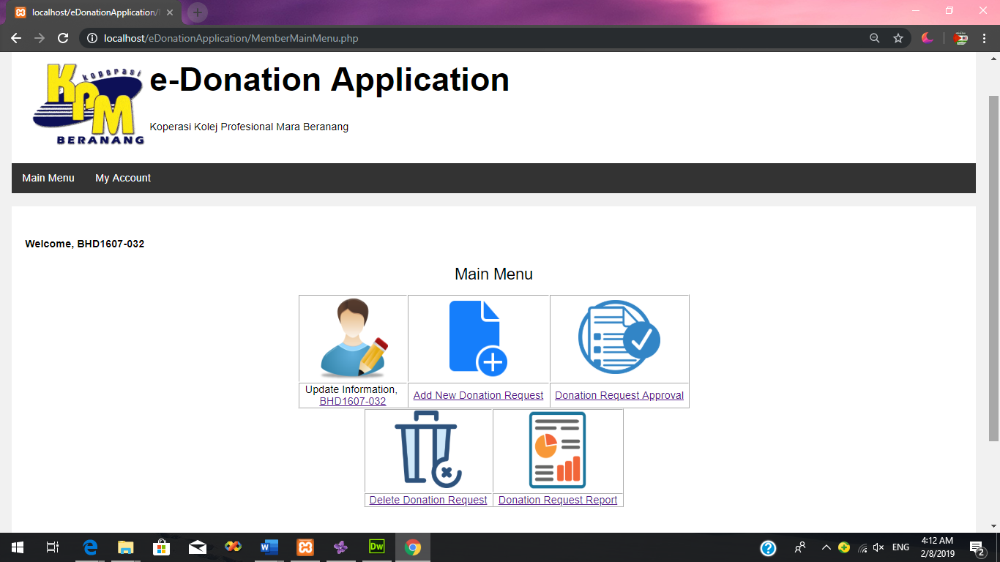 localhost/eDonationApplication/
localhost/eDonationApplication/MemberMainMenu.php
koperasi
KPM
BERANANG
e-Donation Application
Koperasi Kolej Profesional Mara Beranang
Main Menu My Account
Welcome, BHD1607-032
Main Menu
Update Information,
BHD1607-032
Add New Donation Request
Donation Request Approval
Delete Donation Request
Donation Request Report
W
Dw
ENG
4:12 AM
2/8/2019
2